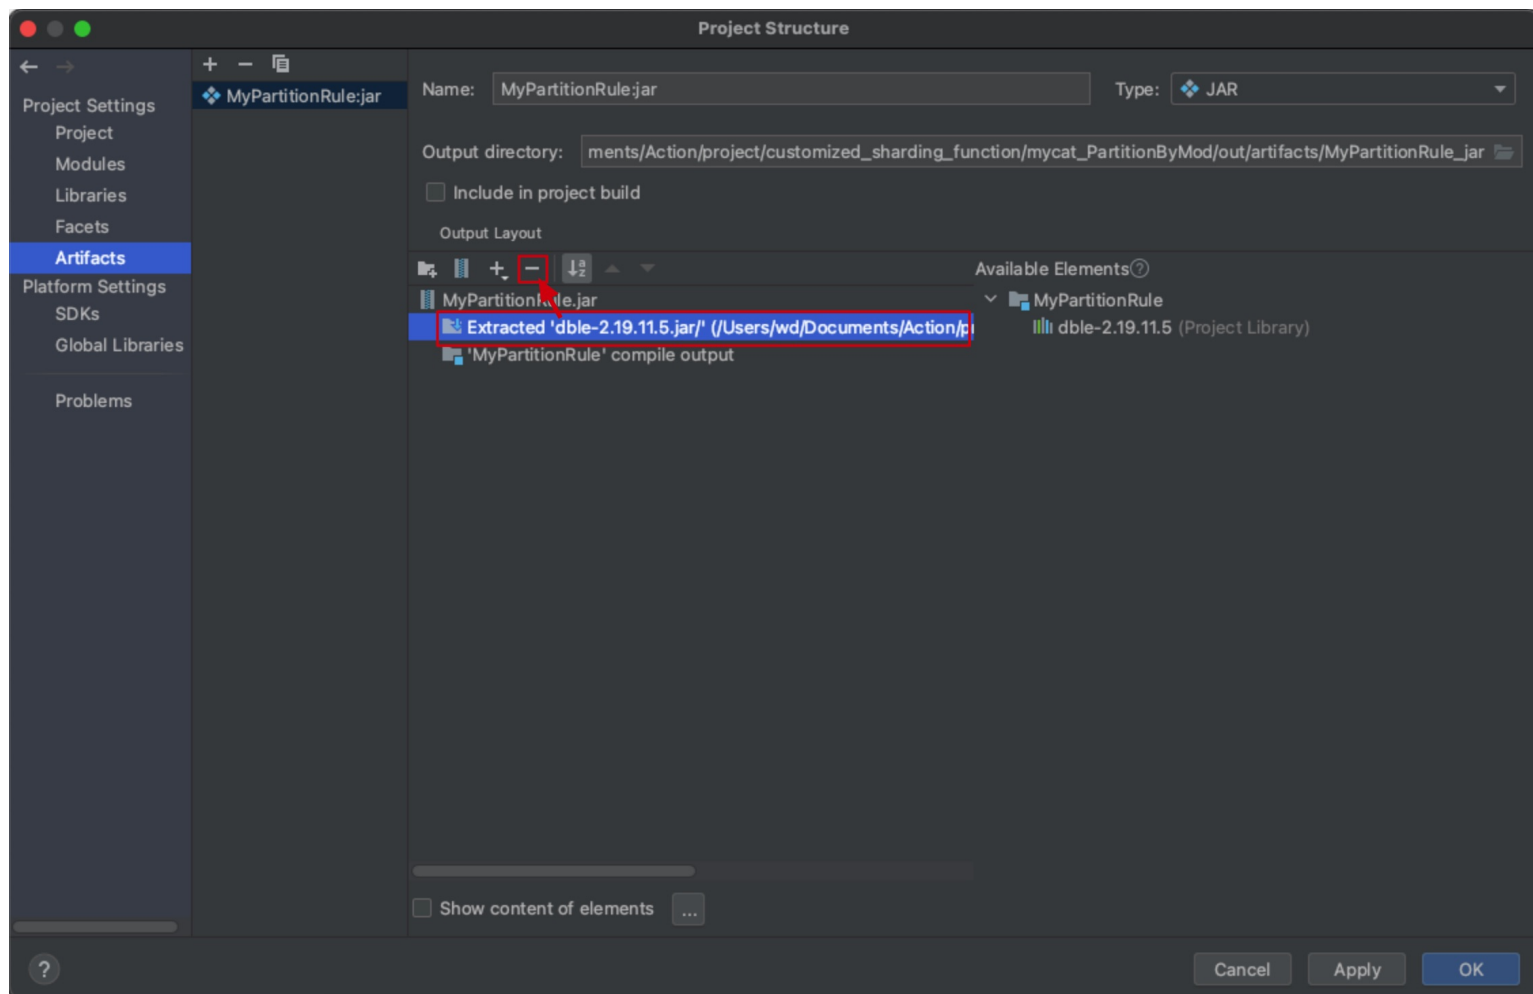 Project Structure
Project Settings
Project
Modules
Libraries
Facets
Artifacts
Platform Settings
SDKs
Global Libraries
Problems
MyPartitionRule:jar
Name: MyPartitionRule:jar
Type: JAR
Output directory: ments/Action/project/customized_sharding_function/mycat_PartitionByMod/out/artifacts/MyPartitionRule_jar
Include in project build
Output Layout
MyPartitionRule.jar
Extracted 'dble-2.19.11.5.jar/' (/Users/wd/Documents/Action/p
'MyPartitionRule' compile output
Available Elements?
MyPartitionRule
dble-2.19.11.5 (Project Library)
Show content of elements ...
? Cancel Apply OK